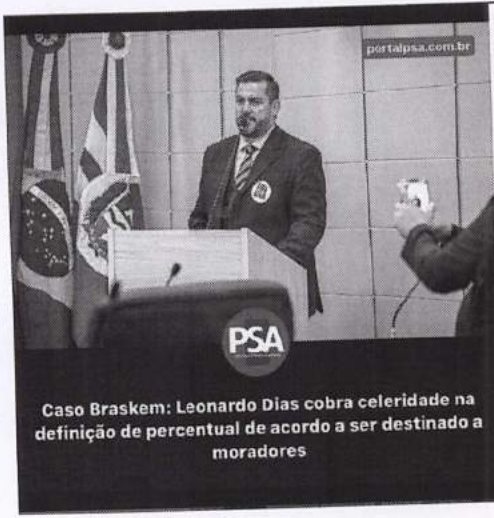 portalpsa.com.br
PSA
Caso Braskem: Leonardo Dias cobra celeridade na
definição de percentual de acordo a ser destinado a
moradores